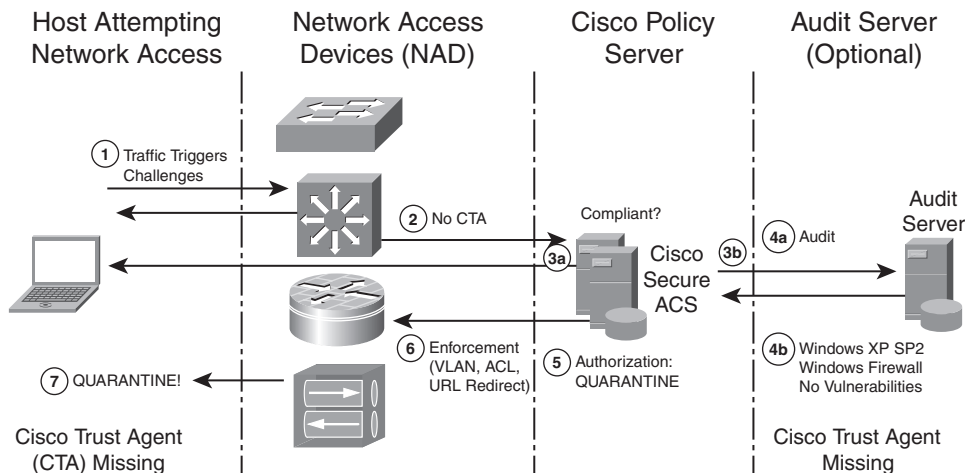 Host Attempting
Network Access
Network Access
Devices (NAD)
Cisco Policy
Server
Audit Server
(Optional)
1 Traffic Triggers
Challenges
2 No CTA
Compliant?
3a
Cisco
Secure
ACS
3b
4a Audit
Audit
Server
6 Enforcement
(VLAN, ACL,
URL Redirect)
5 Authorization:
QUARANTINE
4b Windows XP SP2
Windows Firewall
No Vulnerabilities
7 QUARANTINE!
Cisco Trust Agent
(CTA) Missing
Cisco Trust Agent
Missing